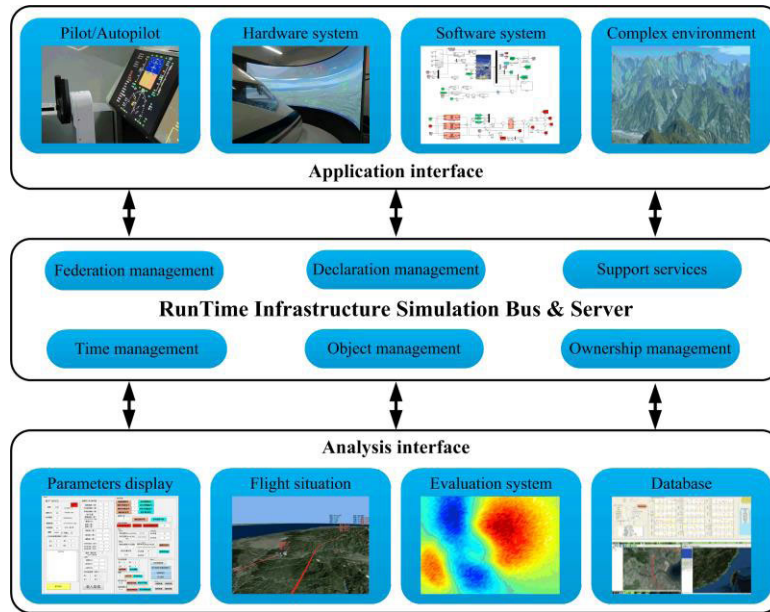 Pilot/Autopilot
Hardware system
Software system
Complex environment
Application interface
Federation management
Declaration management
Support services
RunTime Infrastructure Simulation Bus & Server
Time management
Object management
Ownership management
Analysis interface
Parameters display
Flight situation
Evaluation system
Database